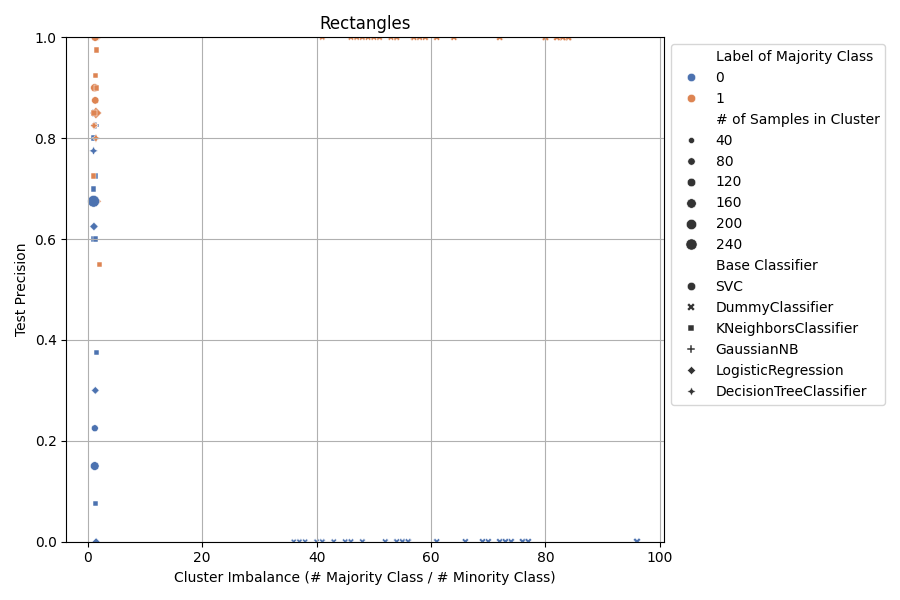 Rectangles
1.0
0.8
0.6
0.4
0.2
0.0
Test Precision
0
20
40
60
80
100
Cluster Imbalance (# Majority Class / # Minority Class)
Label of Majority Class
0
1
# of Samples in Cluster
40
80
120
160
200
240
Base Classifier
SVC
DummyClassifier
KNeighborsClassifier
GaussianNB
LogisticRegression
DecisionTreeClassifier